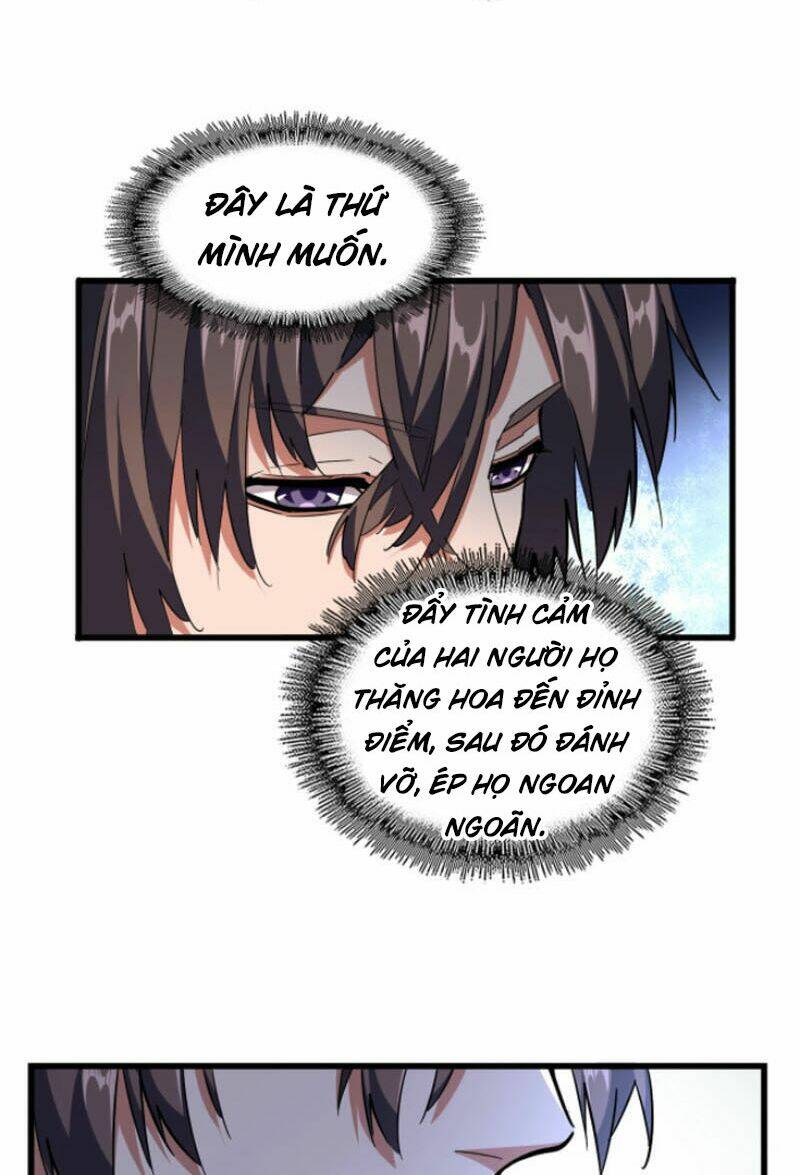 ĐÂY LÀ THỨ
MÌNH MUỐN.
ĐẨY TÌNH CẢM
CỦA HAI NGƯỜI HỌ
THĂNG HOA ĐẾN ĐỈNH
ĐIỂM, SAU ĐÓ ĐÁNH
VỠ, ÉP HỌ NGOAN
NGOÃN.